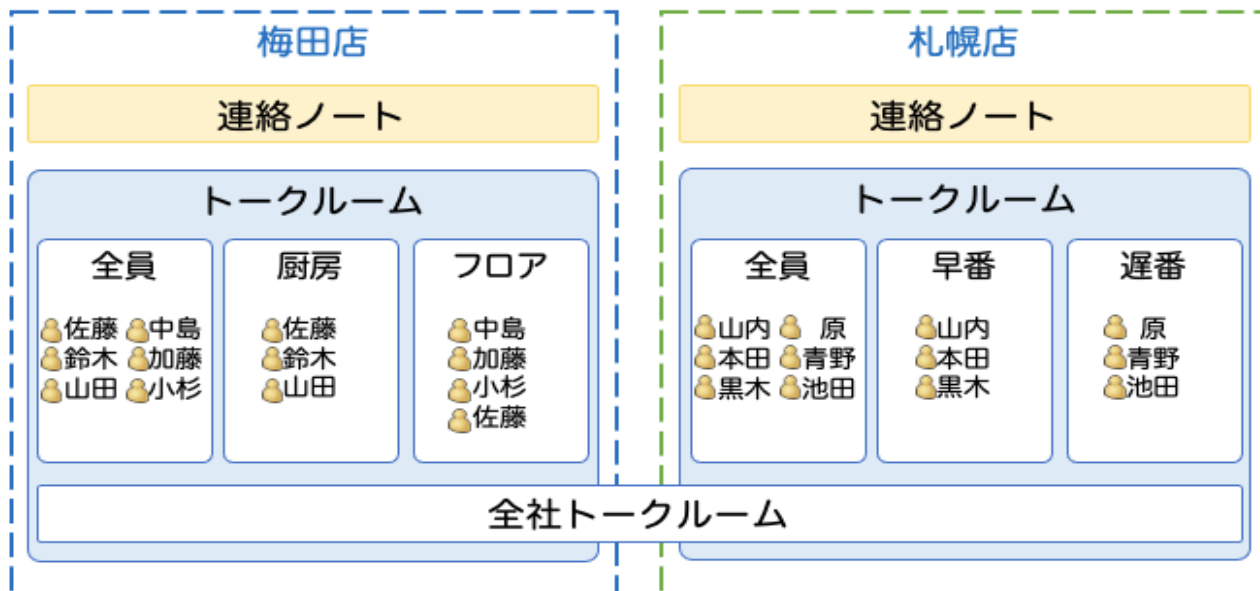 梅田店
連絡ノート
トークルーム
全員
佐藤 中島
鈴木 加藤
山田 小杉
厨房
佐藤
鈴木
山田
フロア
中島
加藤
小杉
佐藤
札幌店
連絡ノート
トークルーム
全員
山内 原
本田 青野
黒木 池田
早番
山内
本田
黒木
遅番
原
青野
池田
全社トークルーム